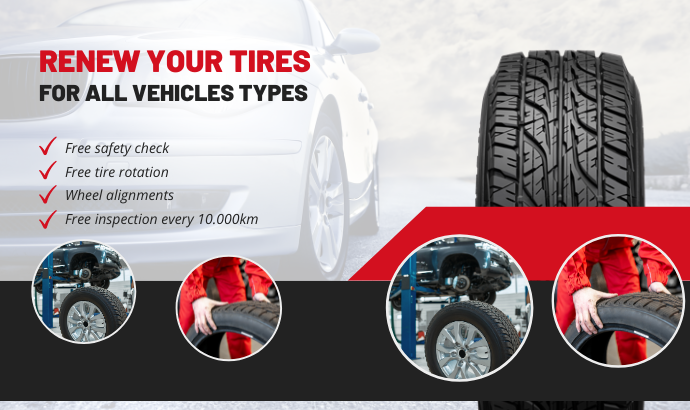 RENEW YOUR TIRES
FOR ALL VEHICLES TYPES
Free safety check
Free tire rotation
Wheel alignments
Free inspection every 10.000km